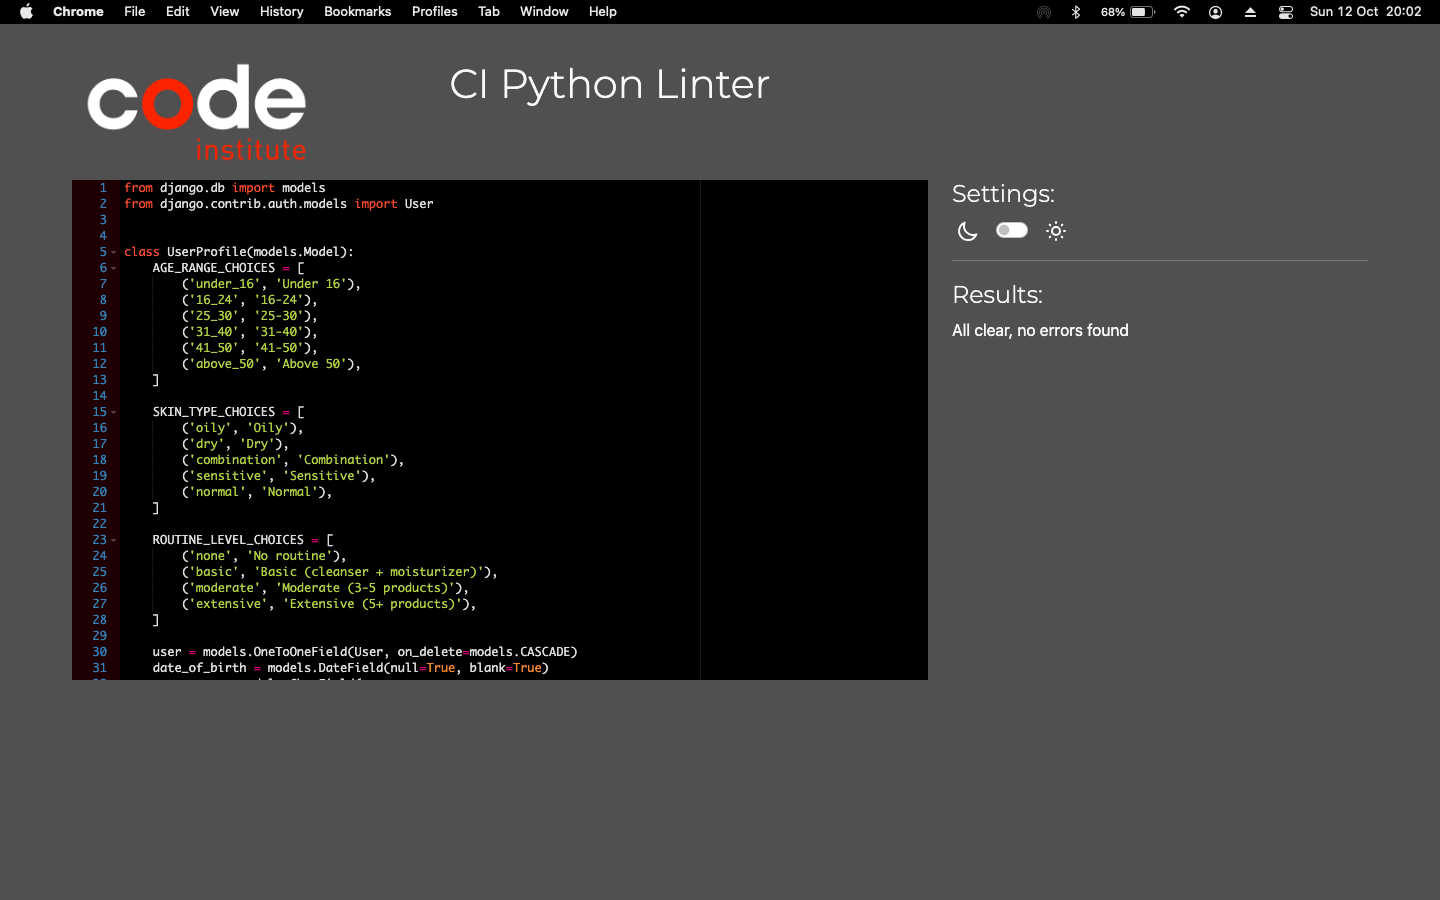 Chrome File Edit View History Bookmarks Profiles Tab Window Help 68% Sun 12 Oct 20:02
code
institute
CI Python Linter
1 from django.db import models
2 from django.contrib.auth.models import User
3
4
5 class UserProfile(models.Model):
6 AGE_RANGE_CHOICES = [
7 ('under_16', 'Under 16'),
8 ('16_24', '16-24'),
9 ('25_30', '25-30'),
10 ('31_40', '31-40'),
11 ('41_50', '41-50'),
12 ('above_50', 'Above 50'),
13 ]
14
15 SKIN_TYPE_CHOICES = [
16 ('oily', 'Oily'),
17 ('dry', 'Dry'),
18 ('combination', 'Combination'),
19 ('sensitive', 'Sensitive'),
20 ('normal', 'Normal'),
21 ]
22
23 ROUTINE_LEVEL_CHOICES = [
24 ('none', 'No routine'),
25 ('basic', 'Basic (cleanser + moisturizer)'),
26 ('moderate', 'Moderate (3-5 products)'),
27 ('extensive', 'Extensive (5+ products)'),
28 ]
29
30 user = models.OneToOneField(User, on_delete=models.CASCADE)
31 date_of_birth = models.DateField(null=True, blank=True)
Settings:
Results:
All clear, no errors found